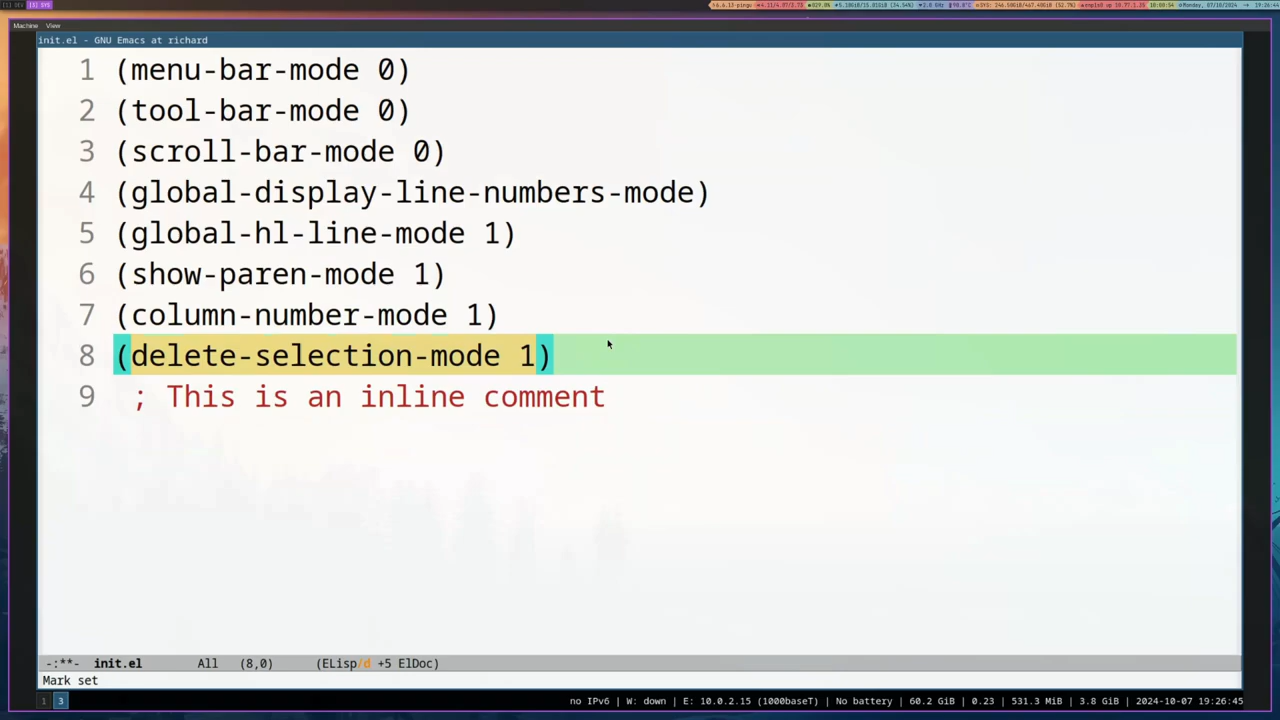 Machine View
init.el - GNU Emacs at richard
1 (menu-bar-mode 0)
2 (tool-bar-mode 0)
3 (scroll-bar-mode 0)
4 (global-display-line-numbers-mode)
5 (global-hl-line-mode 1)
6 (show-paren-mode 1)
7 (column-number-mode 1)
8 (delete-selection-mode 1)
9 ; This is an inline comment
-:**- init.el All (8,0) (ELisp/d +5 ElDoc)
Mark set
1 3 no IPv6 | W: down | E: 10.0.2.15 (1000baseT) | No battery | 60.2 GiB | 0.23 | 531.3 MiB | 3.8 GiB | 2024-10-07 19:26:45